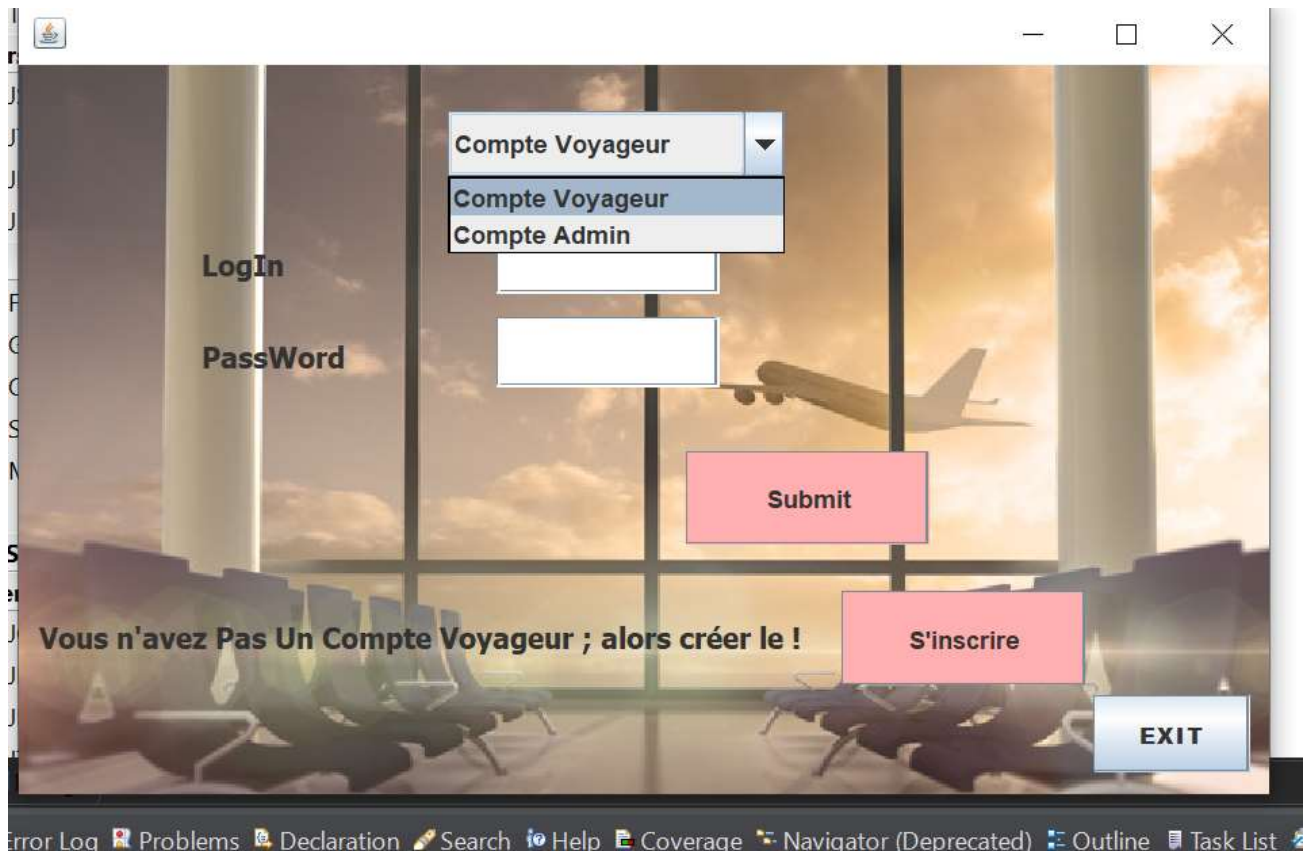 Compte Voyageur
Compte Voyageur
Compte Admin
LogIn
PassWord
Submit
Vous n'avez Pas Un Compte Voyageur ; alors créer le !
S'inscrire
EXIT
Error Log Problems Declaration Search Help Coverage Navigator (Deprecated) Outline Task List